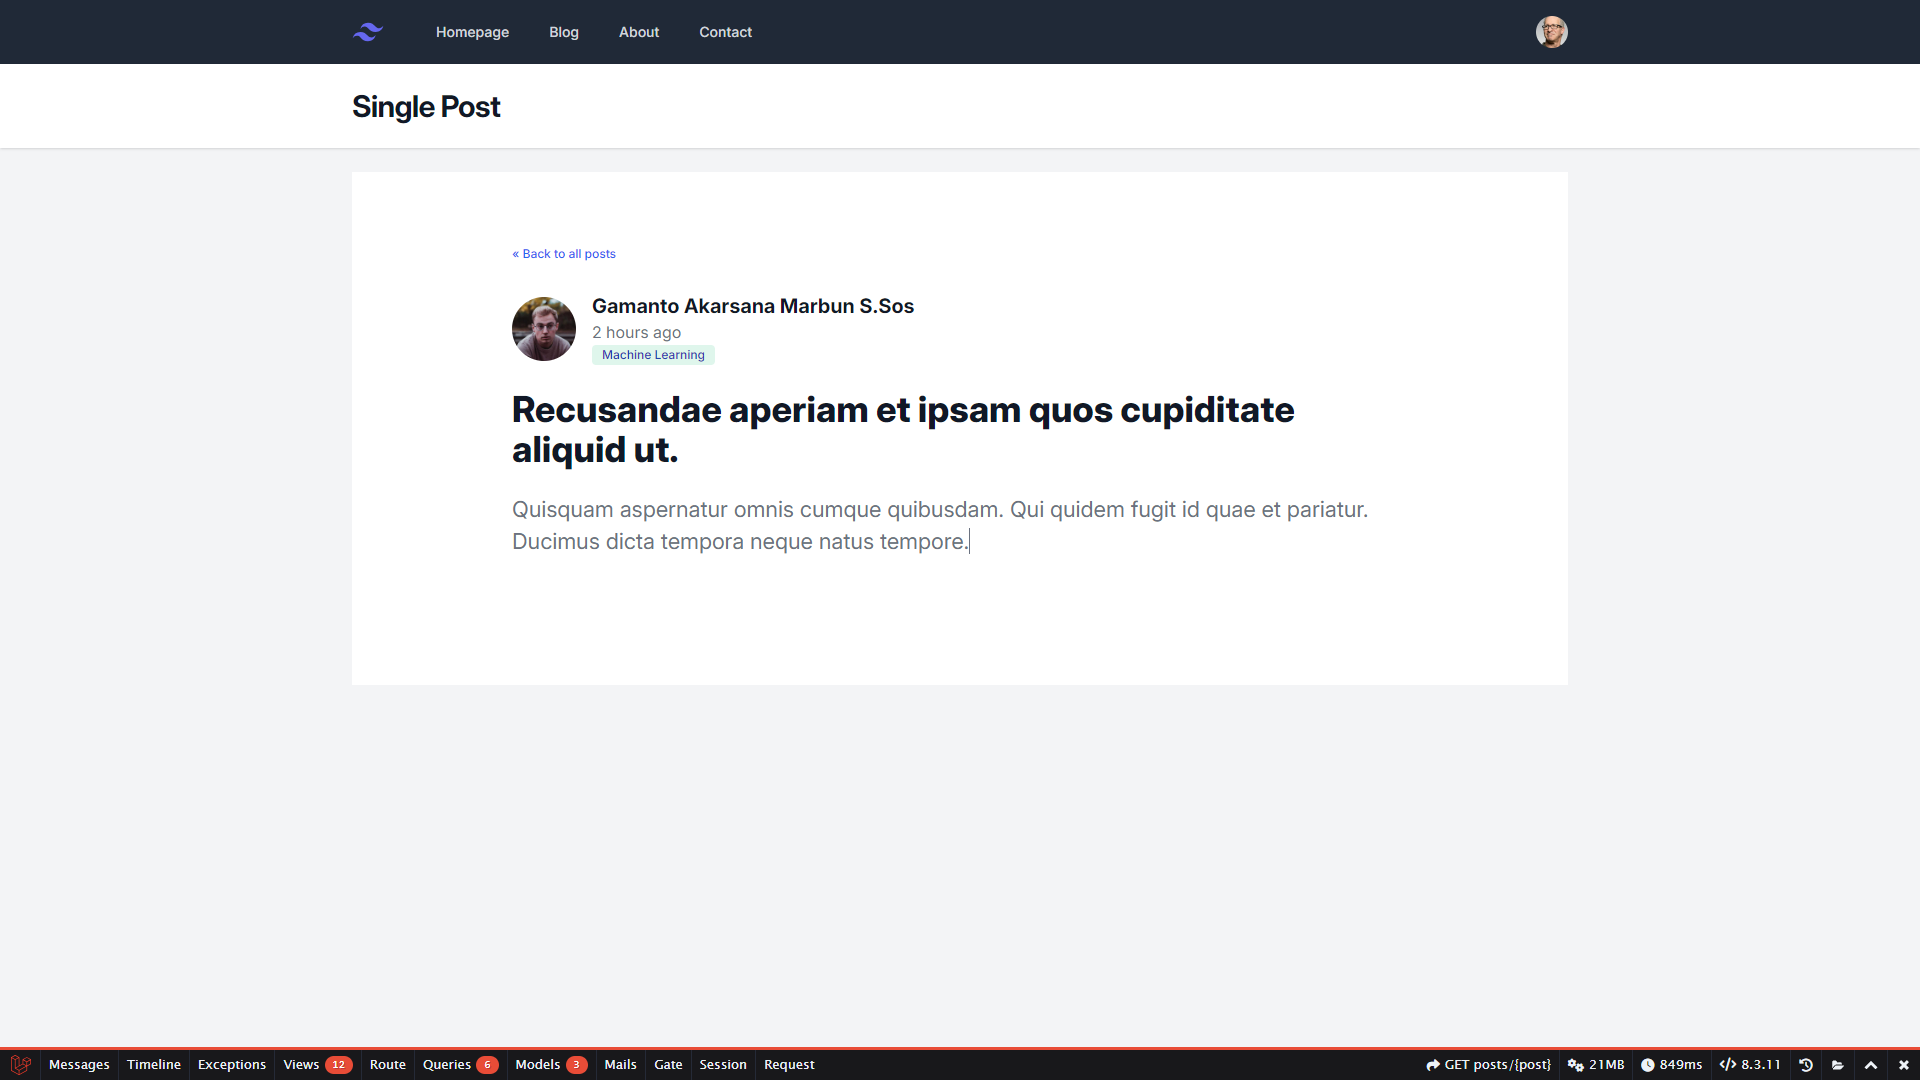 Homepage Blog About Contact
Single Post
« Back to all posts
Gamanto Akarsana Marbun S.Sos
2 hours ago
Machine Learning
Recusandae aperiam et ipsam quos cupiditate
aliquid ut.
Quisquam aspernatur omnis cumque quibusdam. Qui quidem fugit id quae et pariatur.
Ducimus dicta tempora neque natus tempore.
Messages Timeline Exceptions Views 12 Route Queries 6 Models 3 Mails Gate Session Request GET posts/{post} 21MB 849ms 8.3.11